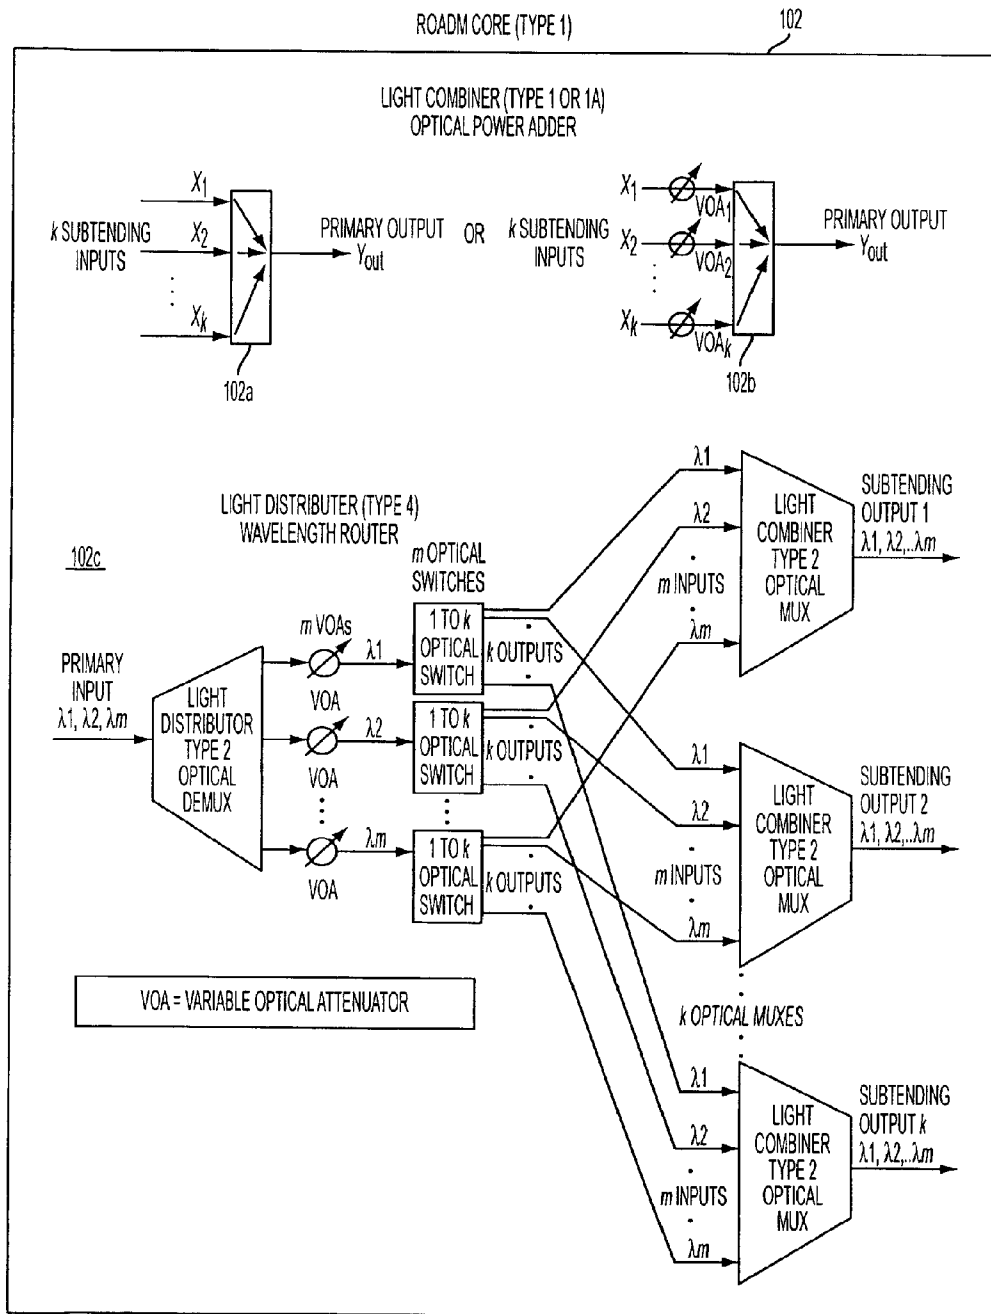 ROADM CORE (TYPE 1)
102
LIGHT COMBINER (TYPE 1 OR 1A)
OPTICAL POWER ADDER
X1
k SUBTENDING
INPUTS
X2
Xk
PRIMARY OUTPUT
Yout
102a
OR
k SUBTENDING
INPUTS
X1
VOA1
X2
VOA2
Xk
VOAk
PRIMARY OUTPUT
Yout
102b
LIGHT DISTRIBUTER (TYPE 4)
WAVELENGTH ROUTER
102c
PRIMARY
INPUT
λ1, λ2, λm
LIGHT
DISTRIBUTOR
TYPE 2
OPTICAL
DEMUX
m VOAs
VOA
λ1
VOA
λ2
VOA
λm
m OPTICAL
SWITCHES
1 TO k
OPTICAL
SWITCH
k OUTPUTS
1 TO k
OPTICAL
SWITCH
k OUTPUTS
1 TO k
OPTICAL
SWITCH
k OUTPUTS
λ1
λ2
m INPUTS
λm
LIGHT
COMBINER
TYPE 2
OPTICAL
MUX
SUBTENDING
OUTPUT 1
λ1, λ2,..λm
λ1
λ2
m INPUTS
λm
LIGHT
COMBINER
TYPE 2
OPTICAL
MUX
SUBTENDING
OUTPUT 2
λ1, λ2,..λm
k OPTICAL MUXES
λ1
λ2
m INPUTS
λm
LIGHT
COMBINER
TYPE 2
OPTICAL
MUX
SUBTENDING
OUTPUT k
λ1, λ2,..λm
VOA = VARIABLE OPTICAL ATTENUATOR